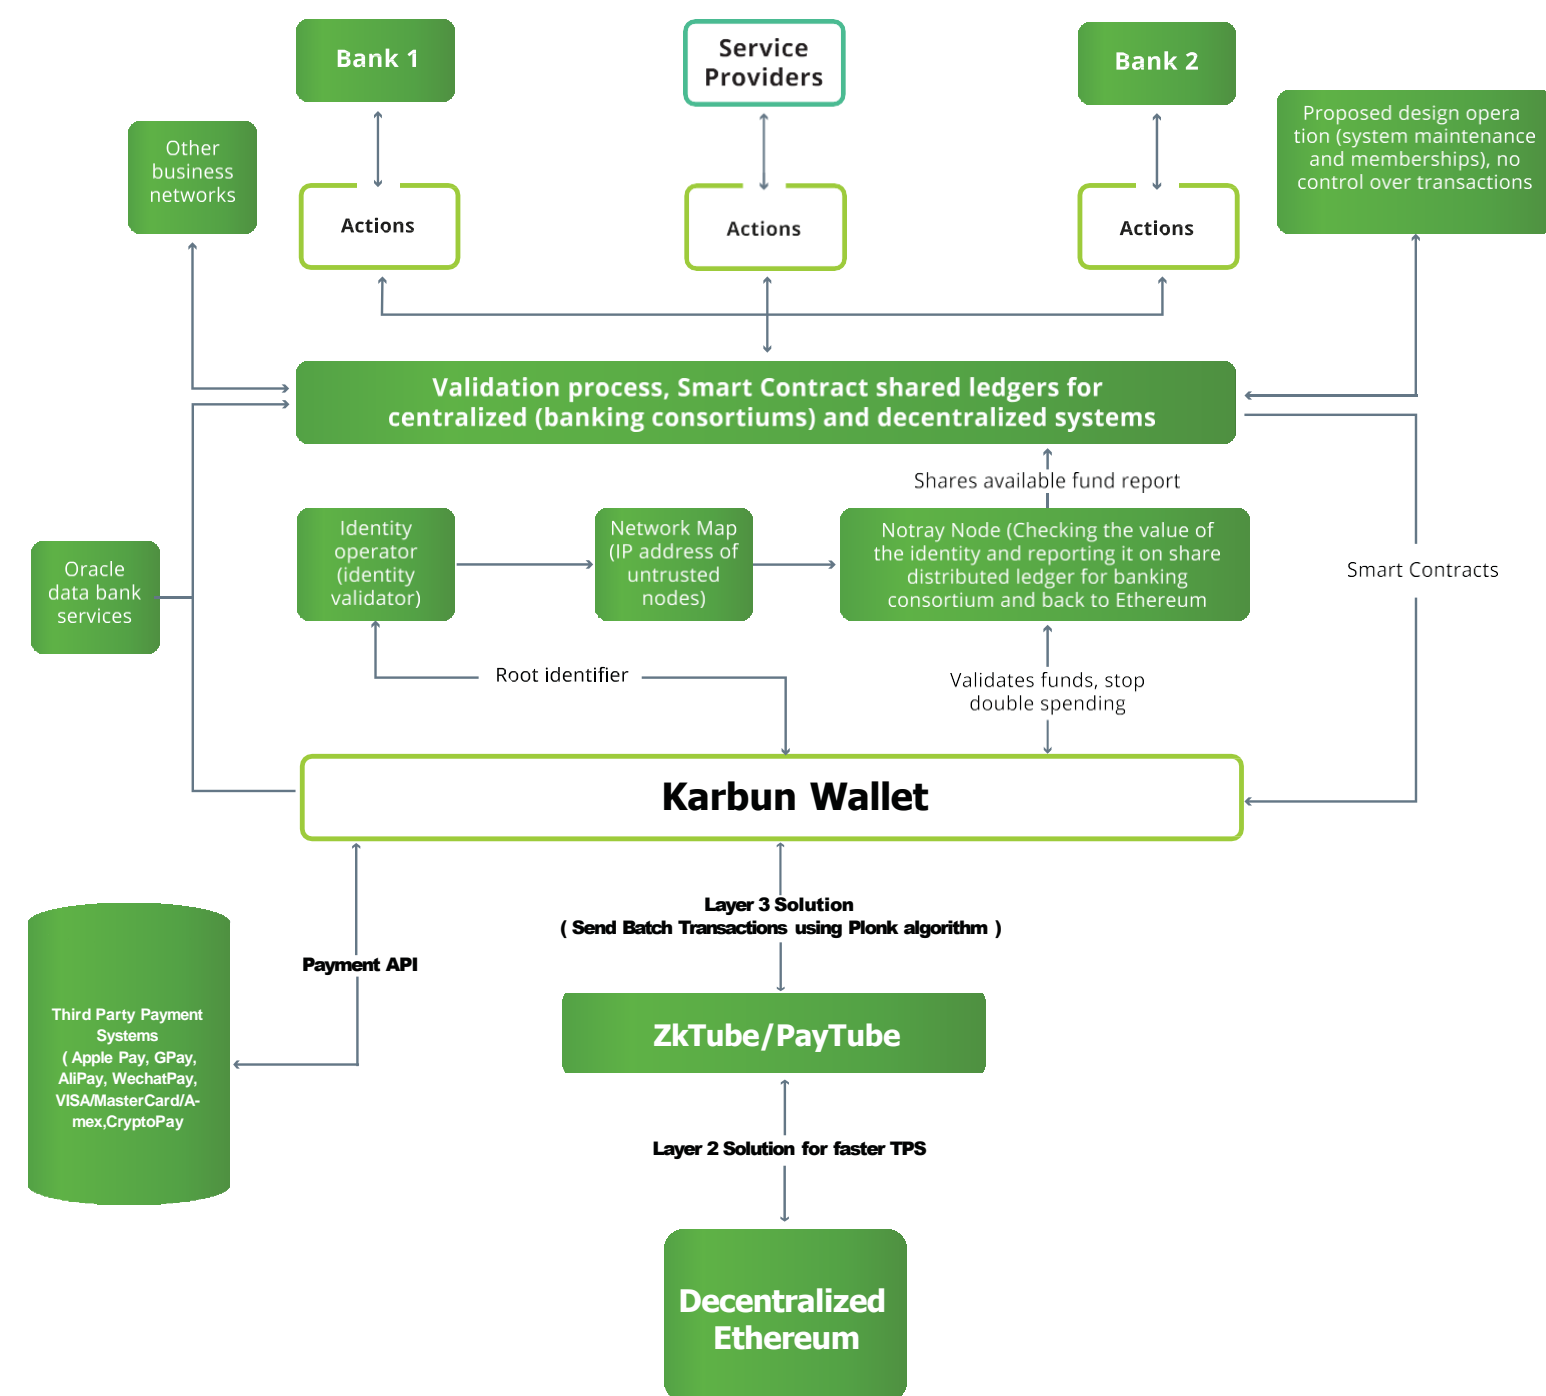 Bank 1
Service
Providers
Bank 2
Proposed design opera
tion (system maintenance
and memberships), no
control over transactions
Other
business
networks
Actions
Actions
Actions
Validation process, Smart Contract shared ledgers for
centralized (banking consortiums) and decentralized systems
Shares available fund report
Identity
operator
(identity
validator)
Network Map
(IP address of
untrusted
nodes)
Notray Node (Checking the value of
the identity and reporting it on share
distributed ledger for banking
consortium and back to Ethereum
Oracle
data bank
services
Smart Contracts
Root identifier
Validates funds, stop
double spending
Karbun Wallet
Layer 3 Solution
( Send Batch Transactions using Plonk algorithm )
Payment API
Third Party Payment
Systems
( Apple Pay, GPay,
AliPay, WechatPay,
VISA/MasterCard/A-
mex,CryptoPay
ZkTube/PayTube
Layer 2 Solution for faster TPS
Decentralized
Ethereum